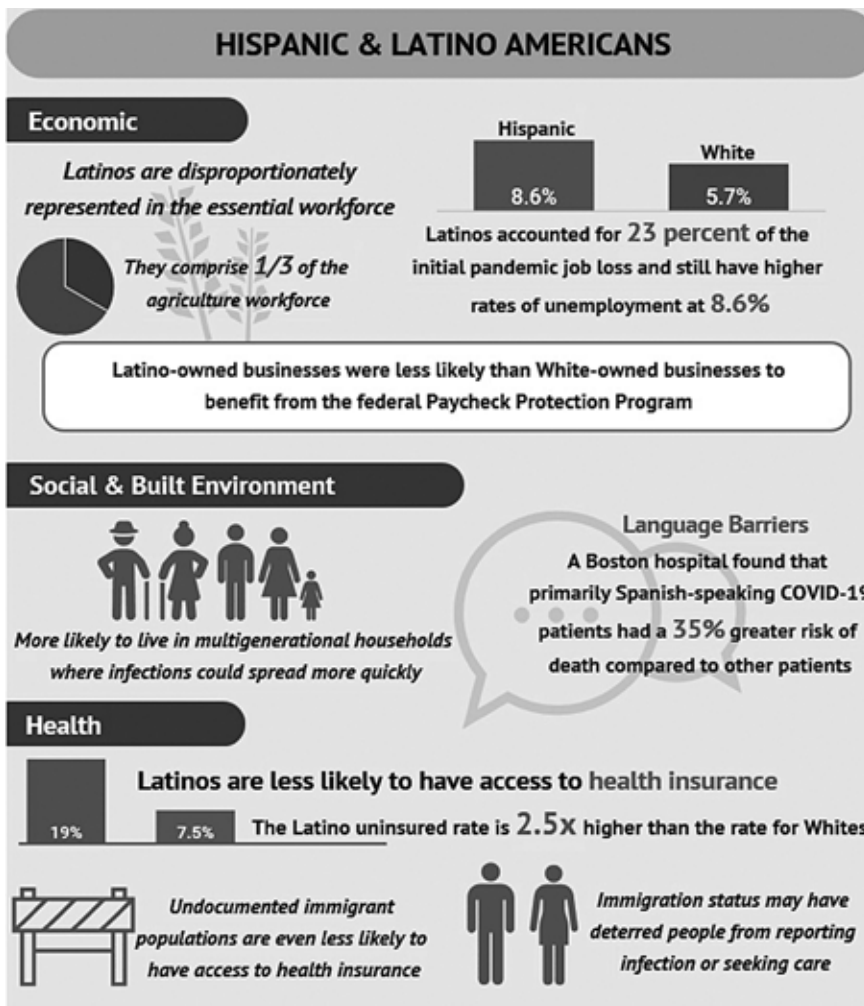 HISPANIC & LATINO AMERICANS
Economic
Latinos are disproportionately
represented in the essential workforce
They comprise 1/3 of the
agriculture workforce
Hispanic
White
8.6%
5.7%
Latinos accounted for 23 percent of the
initial pandemic job loss and still have higher
rates of unemployment at 8.6%
Latino-owned businesses were less likely than White-owned businesses to
benefit from the federal Paycheck Protection Program
Social & Built Environment
More likely to live in multigenerational households
where infections could spread more quickly
Language Barriers
A Boston hospital found that
primarily Spanish-speaking COVID-19
patients had a 35% greater risk of
death compared to other patients
Health
19%
7.5%
Latinos are less likely to have access to health insurance
The Latino uninsured rate is 2.5x higher than the rate for Whites
Undocumented immigrant
populations are even less likely to
have access to health insurance
Immigration status may have
deterred people from reporting
infection or seeking care